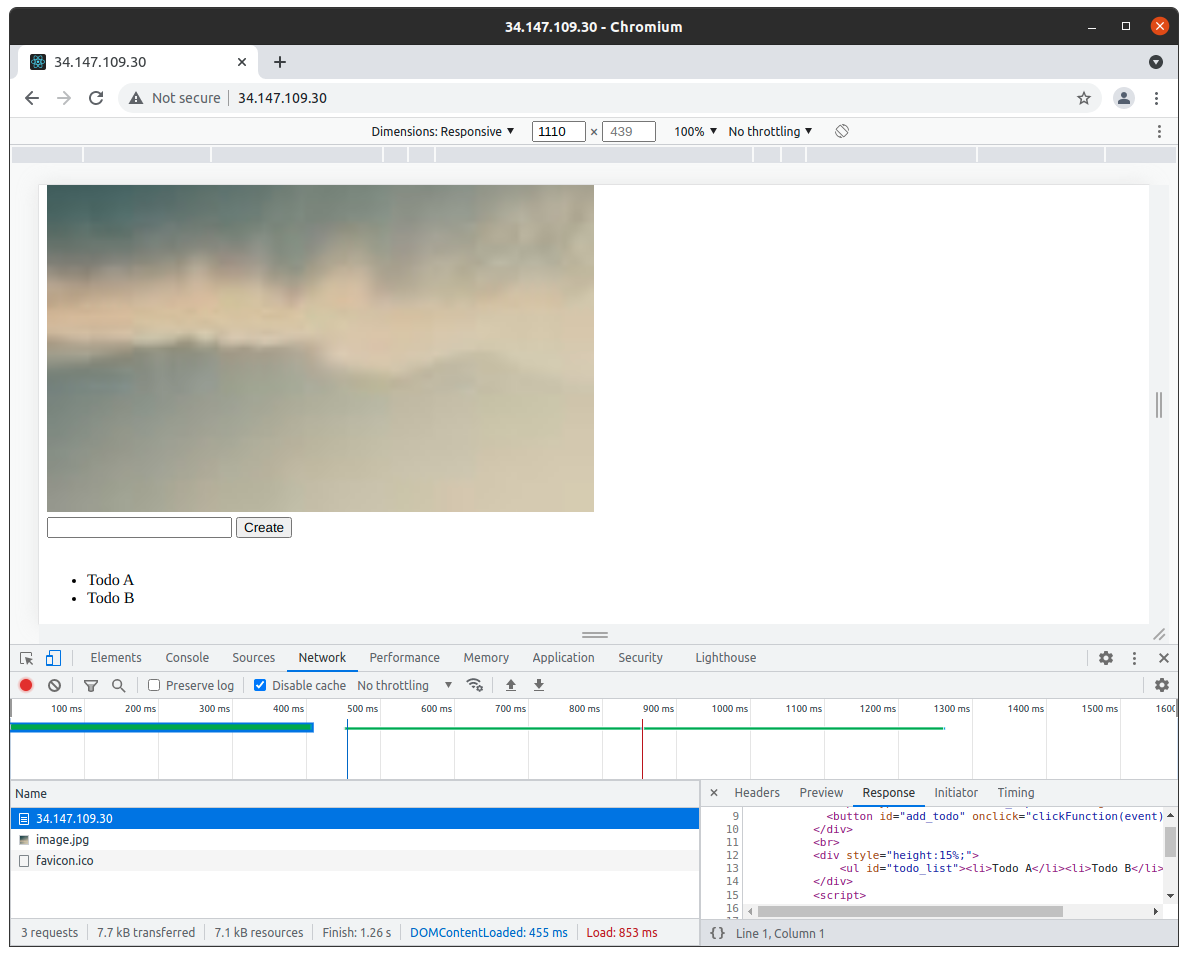 34.147.109.30 - Chromium
34.147.109.30
Not secure 34.147.109.30
Dimensions: Responsive 1110 × 439 100% No throttling
Create
Todo A
Todo B
Elements Console Sources Network Performance Memory Application Security Lighthouse
Preserve log Disable cache No throttling
100 ms 200 ms 300 ms 400 ms 500 ms 600 ms 700 ms 800 ms 900 ms 1000 ms 1100 ms 1200 ms 1300 ms 1400 ms 1500 ms
Name
Headers Preview Response Initiator Timing
34.147.109.30
image.jpg
favicon.ico
9 <button id="add_todo" onclick="clickFunction(event)
10 </div>
11 <br>
12 <div style="height:15%;">
13 <ul id="todo_list"><li>Todo A</li><li>Todo B</li>
14 </div>
15 <script>
16
3 requests 7.7 kB transferred 7.1 kB resources Finish: 1.26 s DOMContentLoaded: 455 ms Load: 853 ms
{} Line 1, Column 1